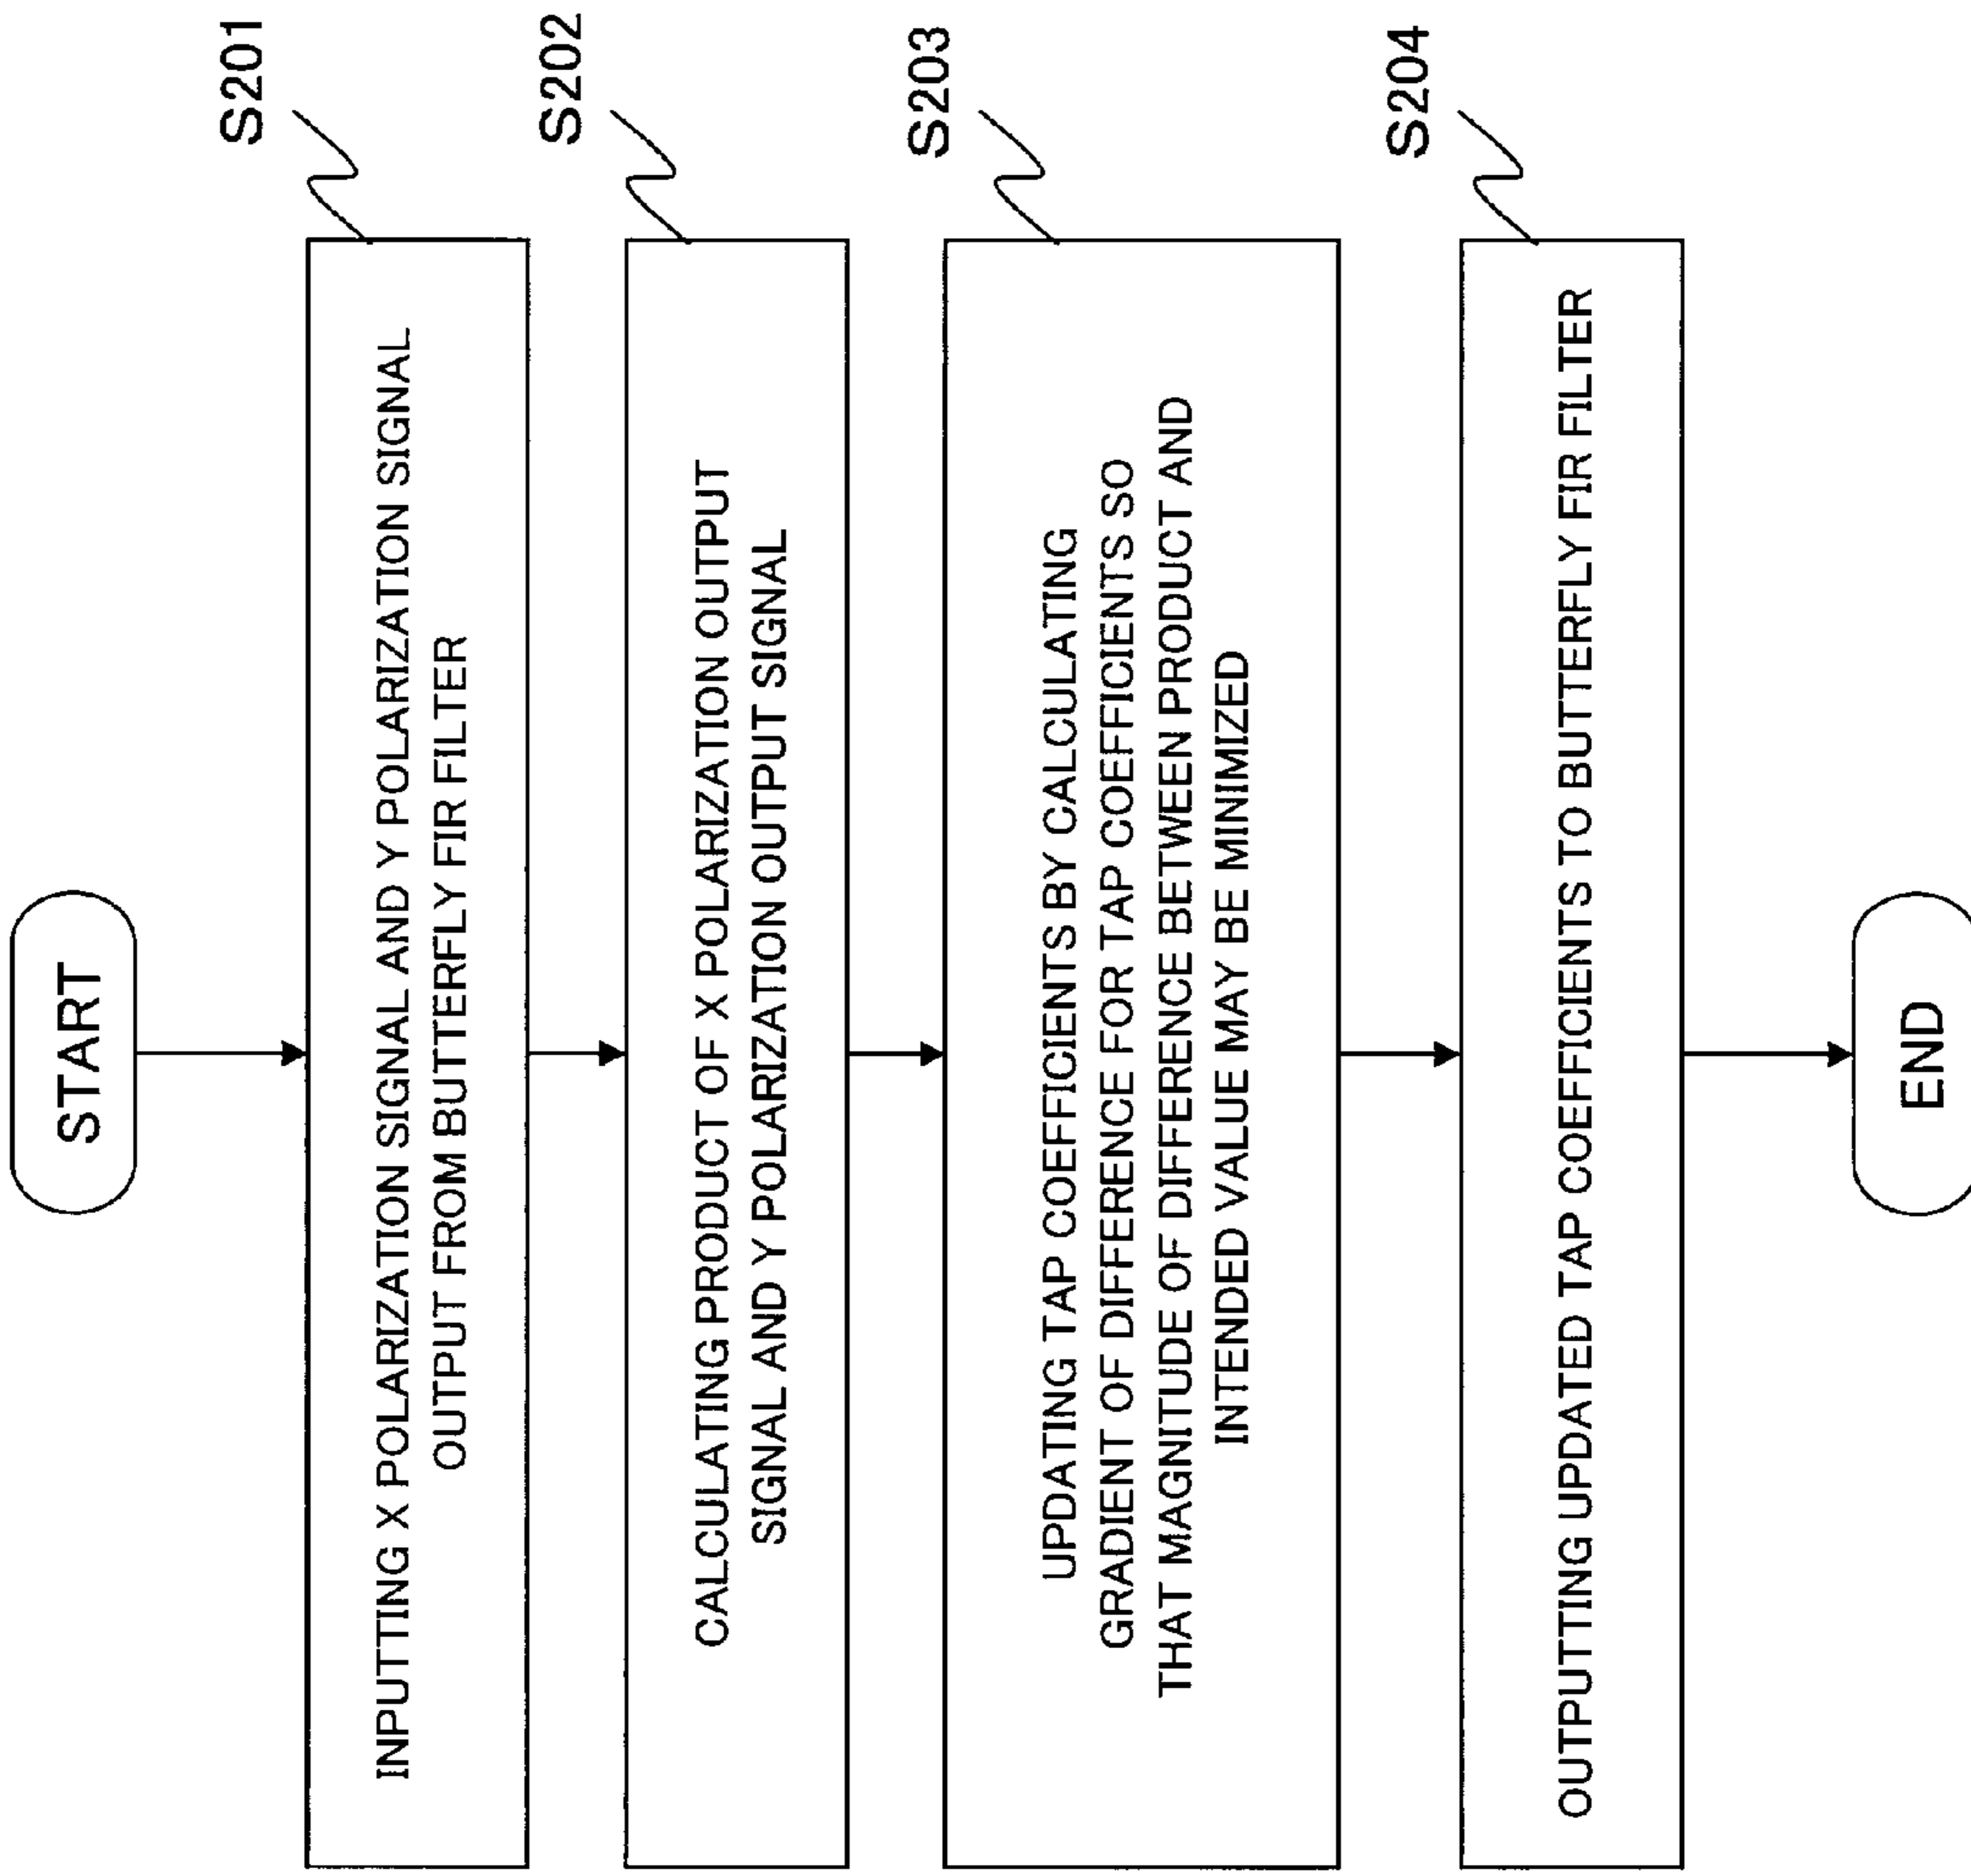 START
S201
INPUTTING X POLARIZATION SIGNAL AND Y POLARIZATION SIGNAL
OUTPUT FROM BUTTERFLY FIR FILTER
S202
CALCULATING PRODUCT OF X POLARIZATION OUTPUT
SIGNAL AND Y POLARIZATION OUTPUT SIGNAL
S203
UPDATING TAP COEFFICIENTS BY CALCULATING
GRADIENT OF DIFFERENCE FOR TAP COEFFICIENTS SO
THAT MAGNITUDE OF DIFFERENCE BETWEEN PRODUCT AND
INTENDED VALUE MAY BE MINIMIZED
S204
OUTPUTTING UPDATED TAP COEFFICIENTS TO BUTTERFLY FIR FILTER
END